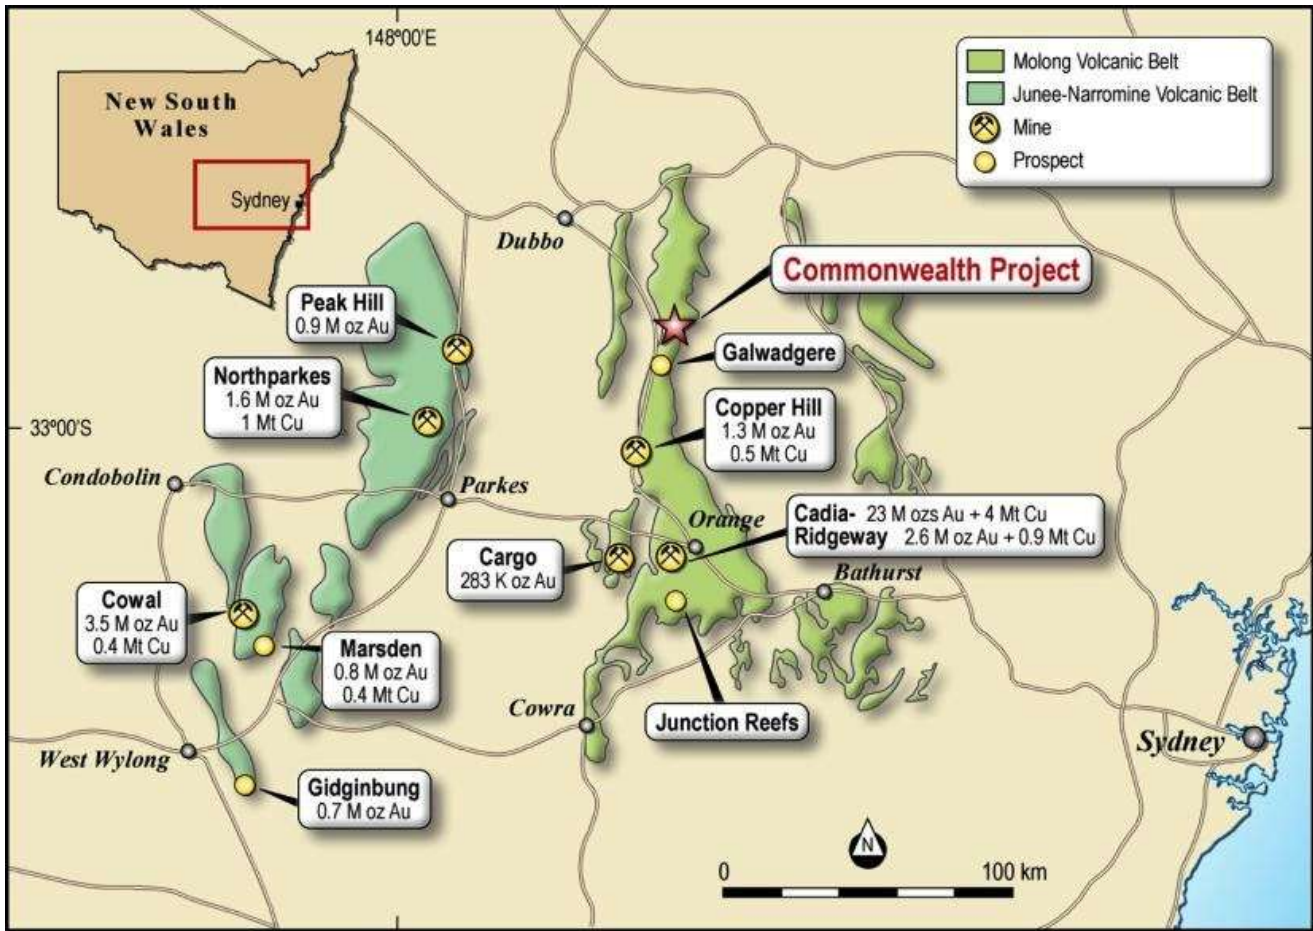 148°00'E
New South
Wales
Sydney
Molong Volcanic Belt
Junee-Narromine Volcanic Belt
Mine
Prospect
Dubbo
Commonwealth Project
Peak Hill
0.9 M oz Au
Galwadgere
Northparkes
1.6 M oz Au
1 Mt Cu
Copper Hill
1.3 M oz Au
0.5 Mt Cu
33°00'S
Condobolin
Parkes
Orange
Cadia- 23 M ozs Au + 4 Mt Cu
Ridgeway 2.6 M oz Au + 0.9 Mt Cu
Cargo
283 K oz Au
Bathurst
Cowal
3.5 M oz Au
0.4 Mt Cu
Marsden
0.8 M oz Au
0.4 Mt Cu
Cowra
Junction Reefs
Sydney
West Wylong
Gidginbung
0.7 M oz Au
N
0 100 km